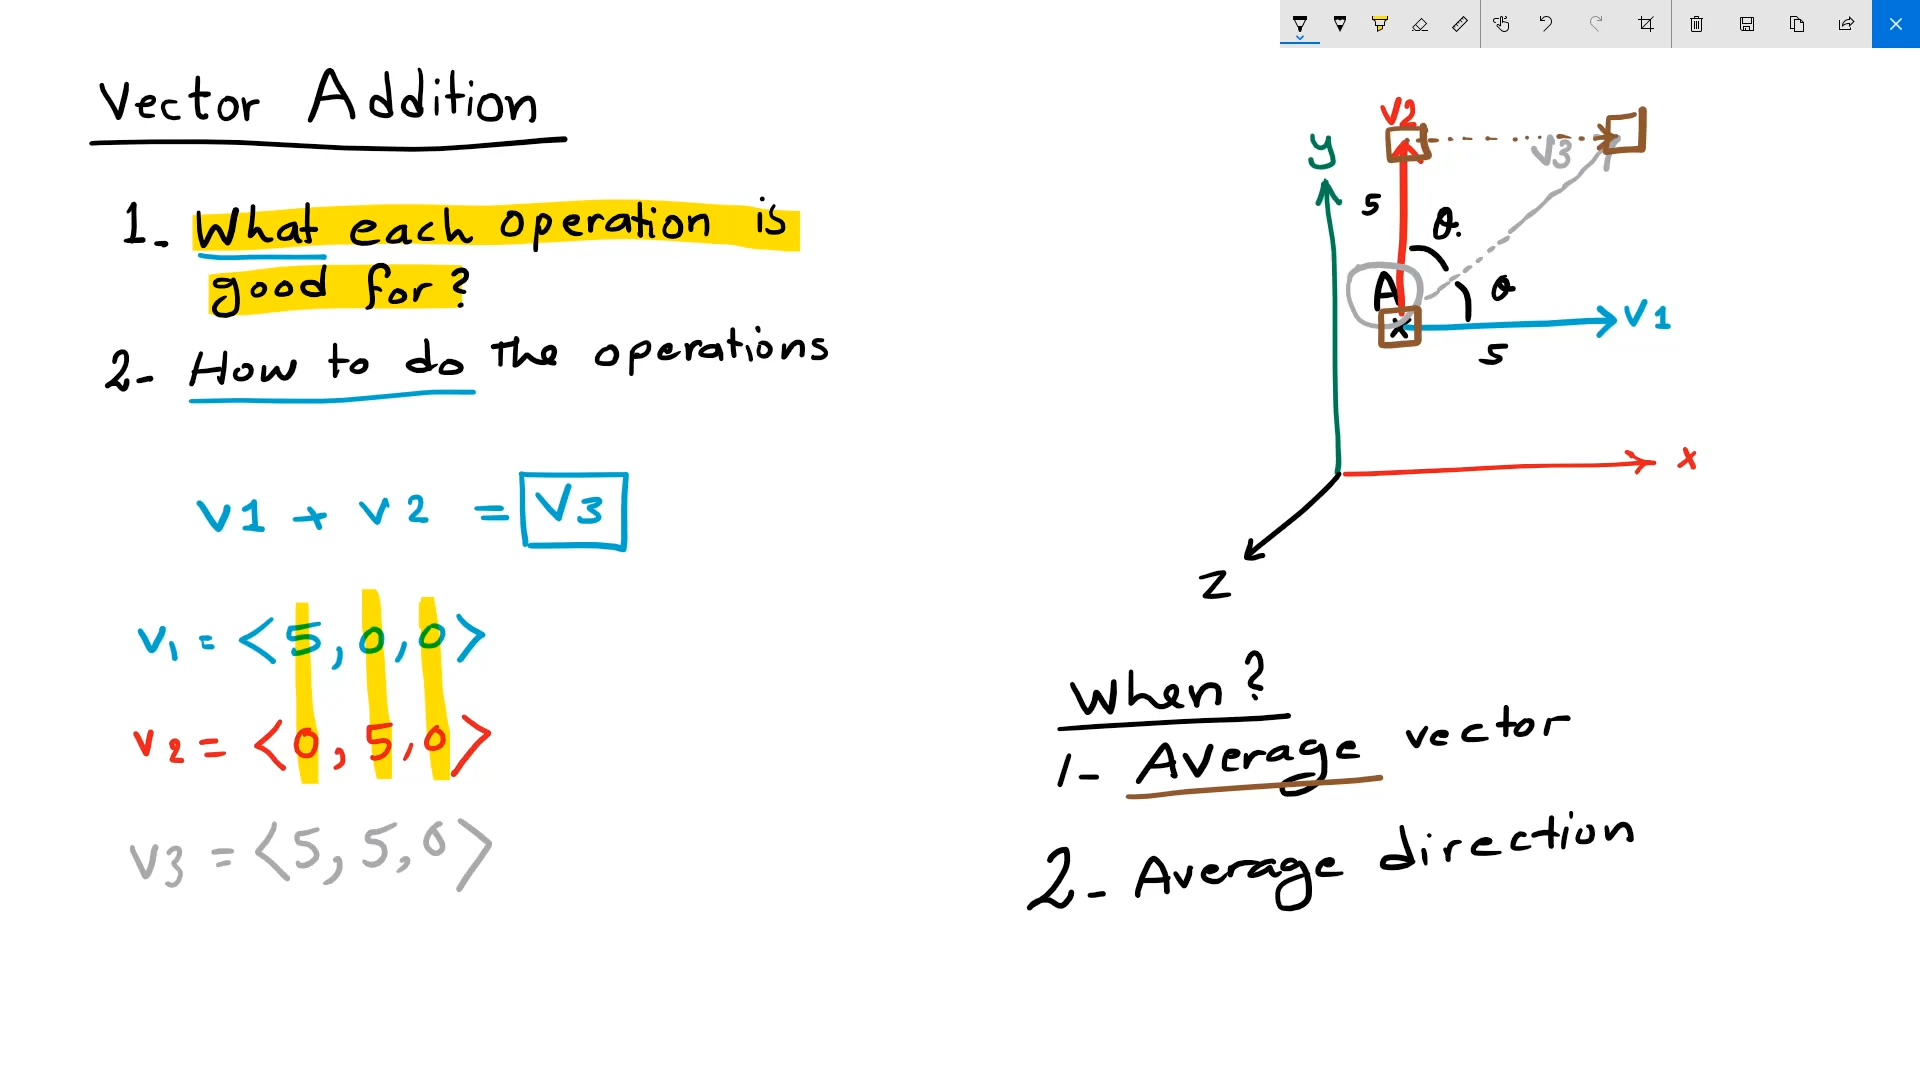 Vector Addition
1- What each operation is
good for?
2- How to do the operations
V1 + V2 = V3
V1 = <5, 0, 0>
V2 = <0, 5, 0>
V3 = <5, 5, 0>
V2
y
V3
5
θ
A
θ
x
V1
5
x
z
When?
1- Average vector
2- Average direction